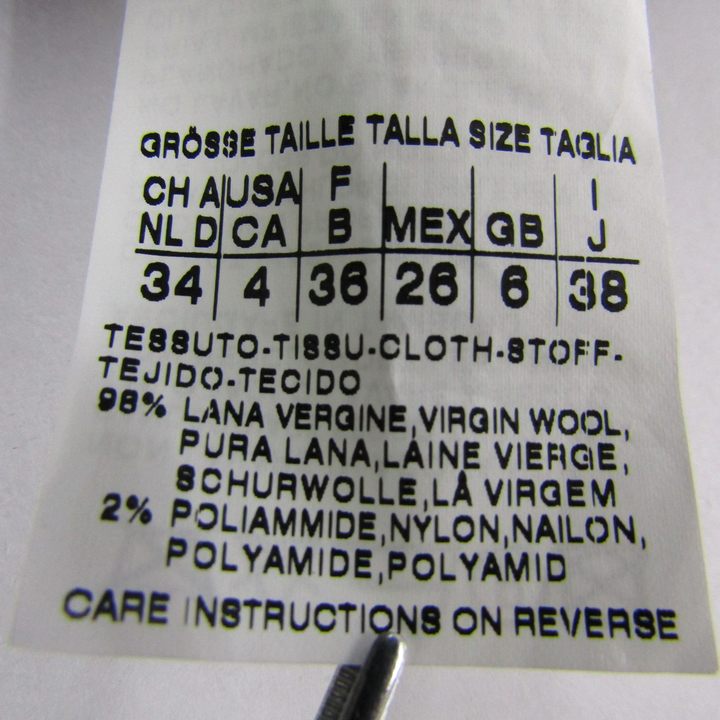 GRÖSSE TAILLE TALLA SIZE TAGLIA
CH A USA F I
NL D CA B MEX GB J
34 4 36 26 6 38
TESSUTO-TISSU-CLOTH-STOFF-
TEJIDO-TECIDO
98% LANA VERGINE,VIRGIN WOOL,
PURA LANA,LAINE VIERGE,
SCHURWOLLE,LÃ VIRGEM
2% POLIAMMIDE,NYLON,NAILON,
POLYAMIDE,POLYAMID
CARE INSTRUCTIONS ON REVERSE